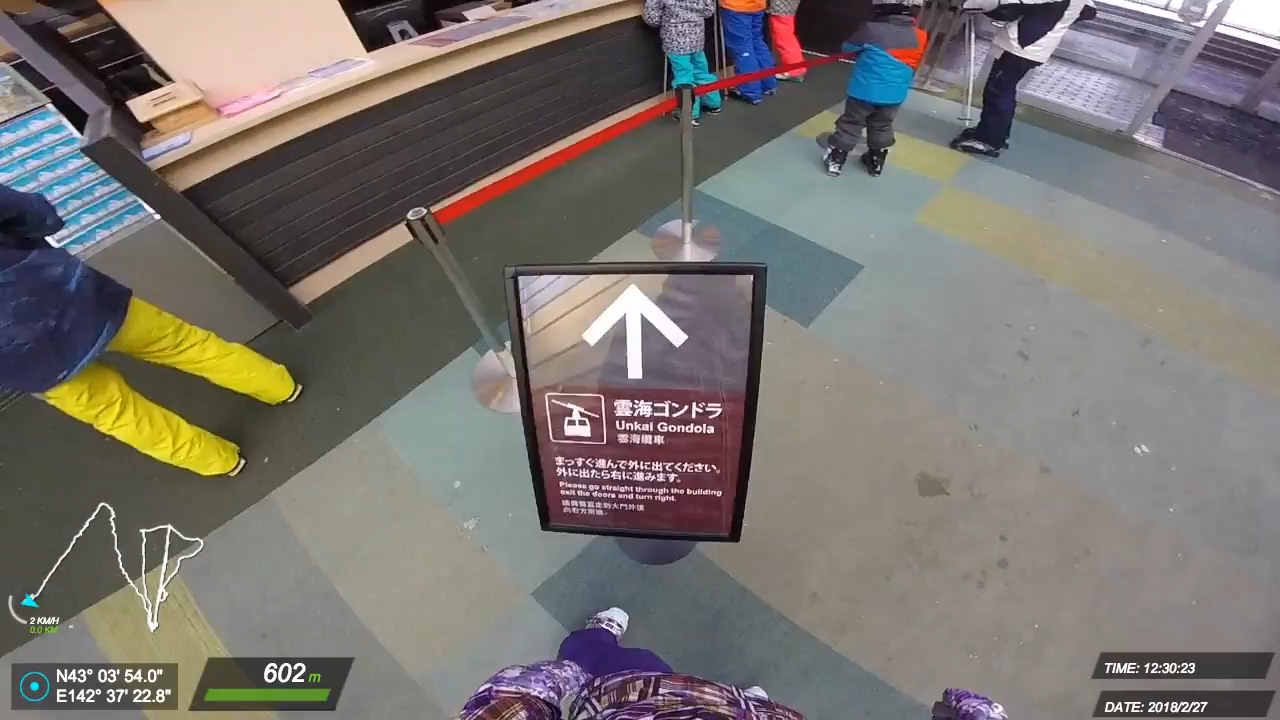 雲海ゴンドラ
Unkai Gondola
雲海纜車
まっすぐ進んで外に出てください。
外に出たら右に進みます。
Please go straight through the building
exit the doors and turn right.
2 KM/H
0.0 KM
N43° 03' 54.0"
E142° 37' 22.8"
602 m
TIME: 12:30:23
DATE: 2018/2/27